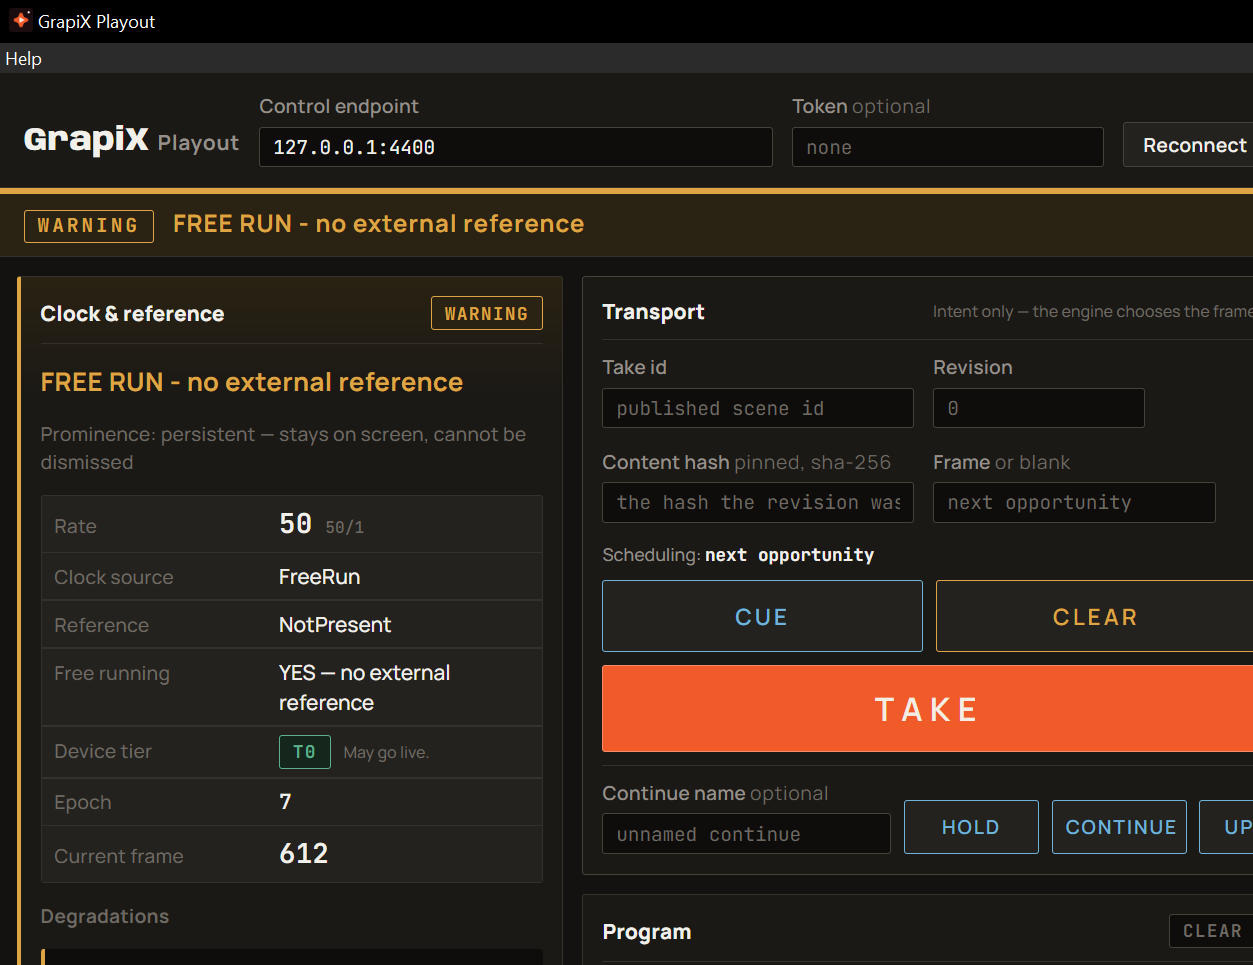 GrapiX Playout
Help
GrapiX Playout
Control endpoint
127.0.0.1:4400
Token optional
none
Reconnect
WARNING FREE RUN - no external reference
Clock & reference
WARNING
FREE RUN - no external reference
Prominence: persistent — stays on screen, cannot be
dismissed
Rate 50 50/1
Clock source FreeRun
Reference NotPresent
Free running YES — no external
reference
Device tier T0 May go live.
Epoch 7
Current frame 612
Degradations
Transport
Intent only — the engine chooses the frame
Take id
published scene id
Revision
0
Content hash pinned, sha-256
the hash the revision was
Frame or blank
next opportunity
Scheduling: next opportunity
CUE
CLEAR
TAKE
Continue name optional
unnamed continue
HOLD
CONTINUE
UP
Program
CLEAR